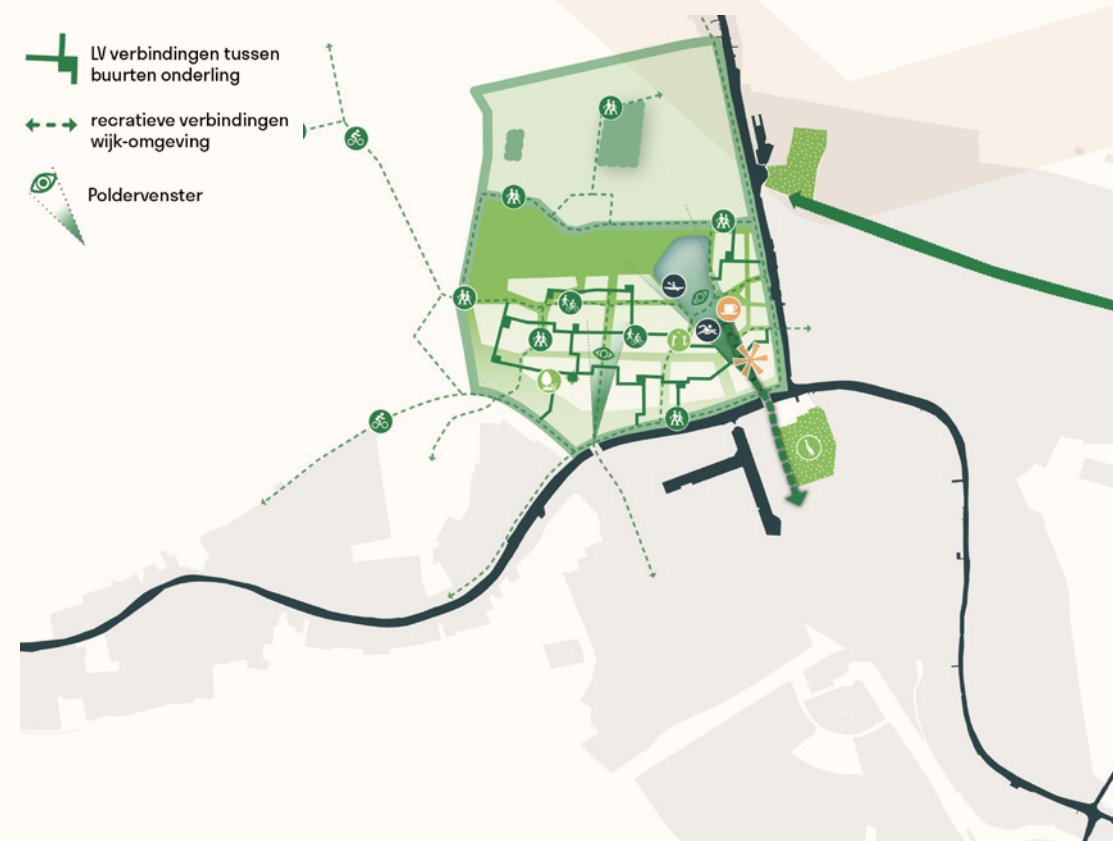 LV verbindingen tussen
buurten onderling
recratieve verbindingen
wijk-omgeving
Poldervenster